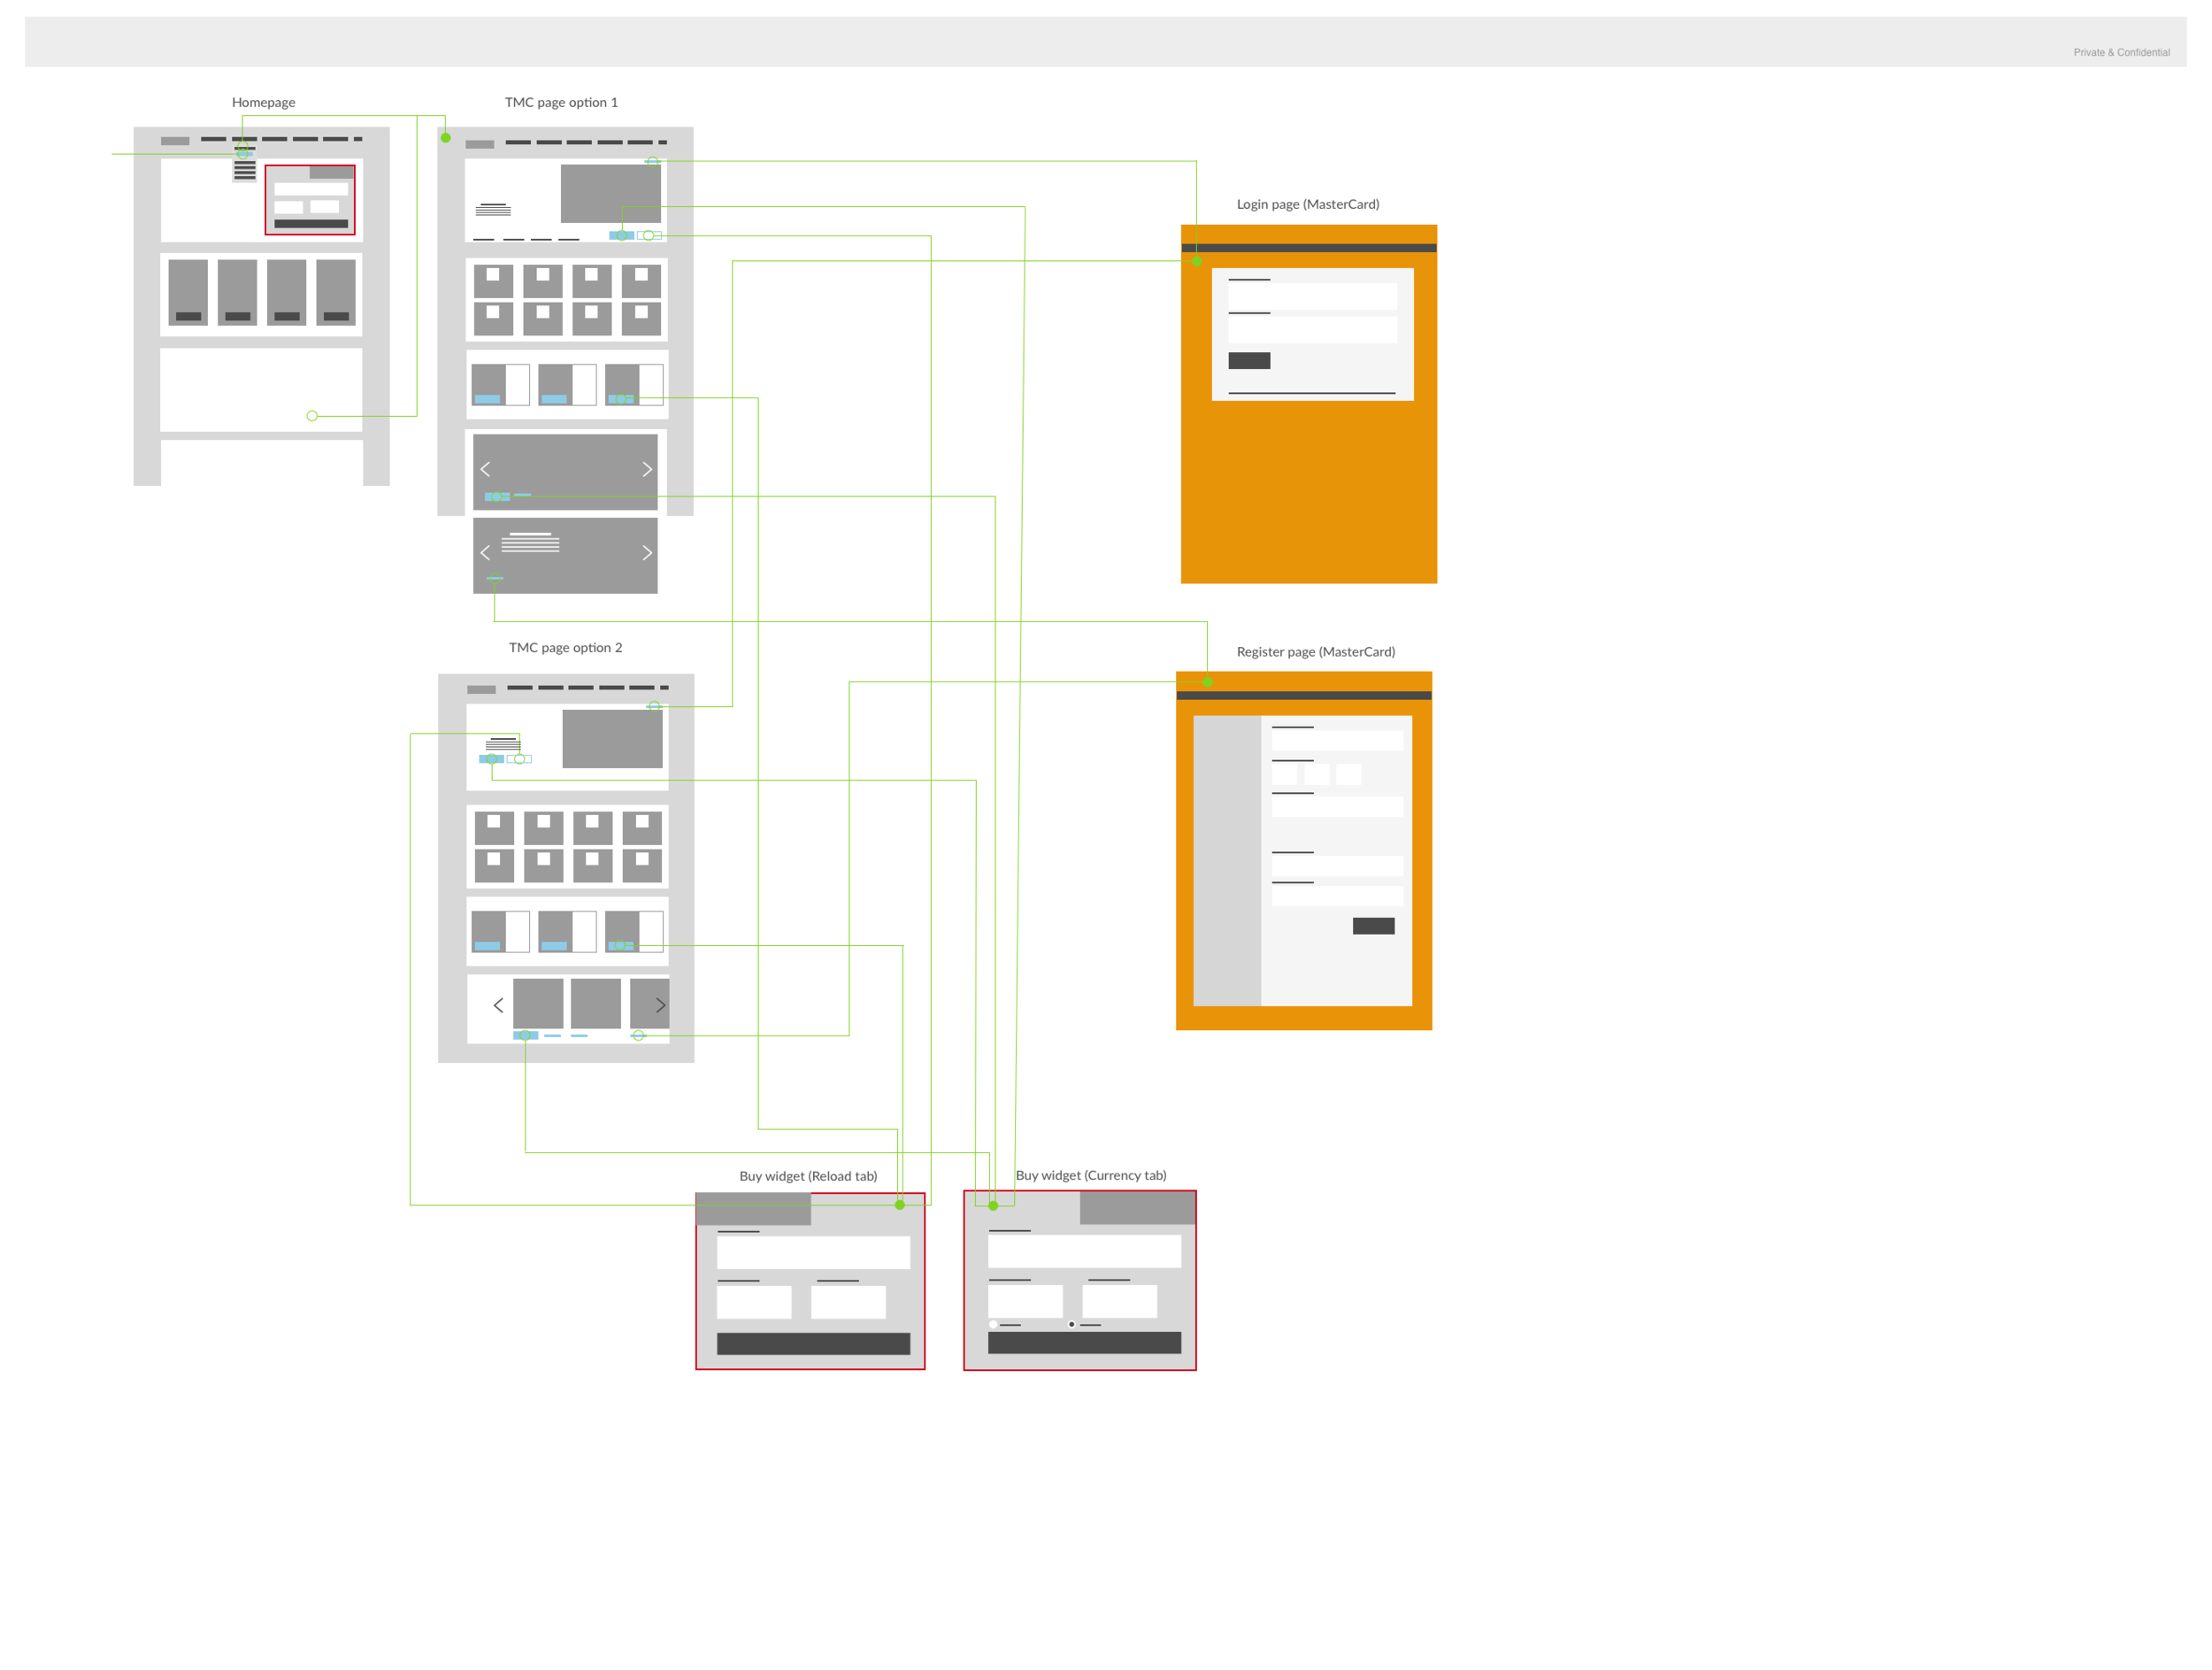 Private & Confidential
Homepage
TMC page option 1
Login page (MasterCard)
TMC page option 2
Register page (MasterCard)
Buy widget (Reload tab)
Buy widget (Currency tab)